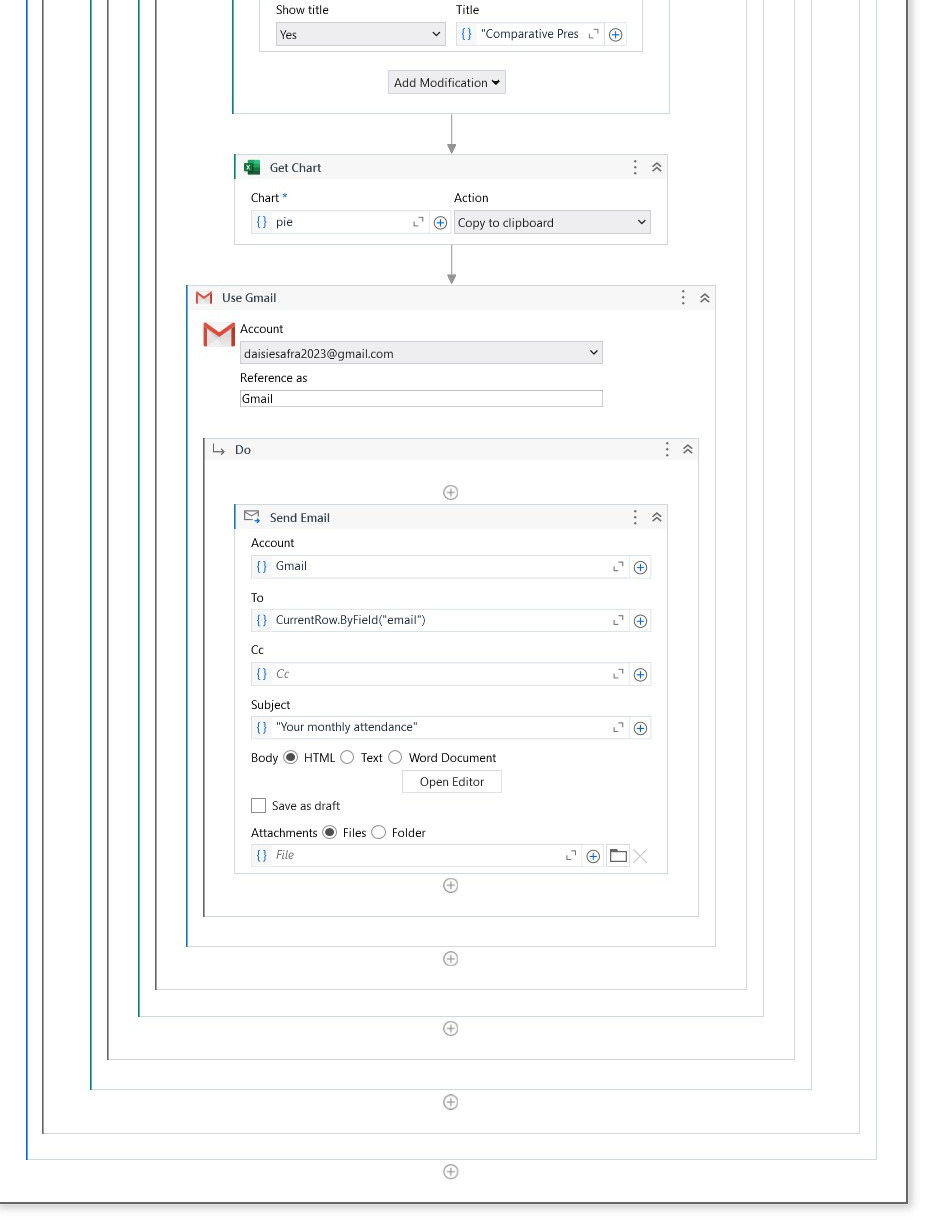 Show title Title
Yes {} "Comparative Pres
Add Modification
Get Chart
Chart * Action
{} pie Copy to clipboard
Use Gmail
Account
daisiesafra2023@gmail.com
Reference as
Gmail
Do
Send Email
Account
{} Gmail
To
{} CurrentRow.ByField("email")
Cc
{} Cc
Subject
{} "Your monthly attendance"
Body HTML Text Word Document
Open Editor
Save as draft
Attachments Files Folder
{} File